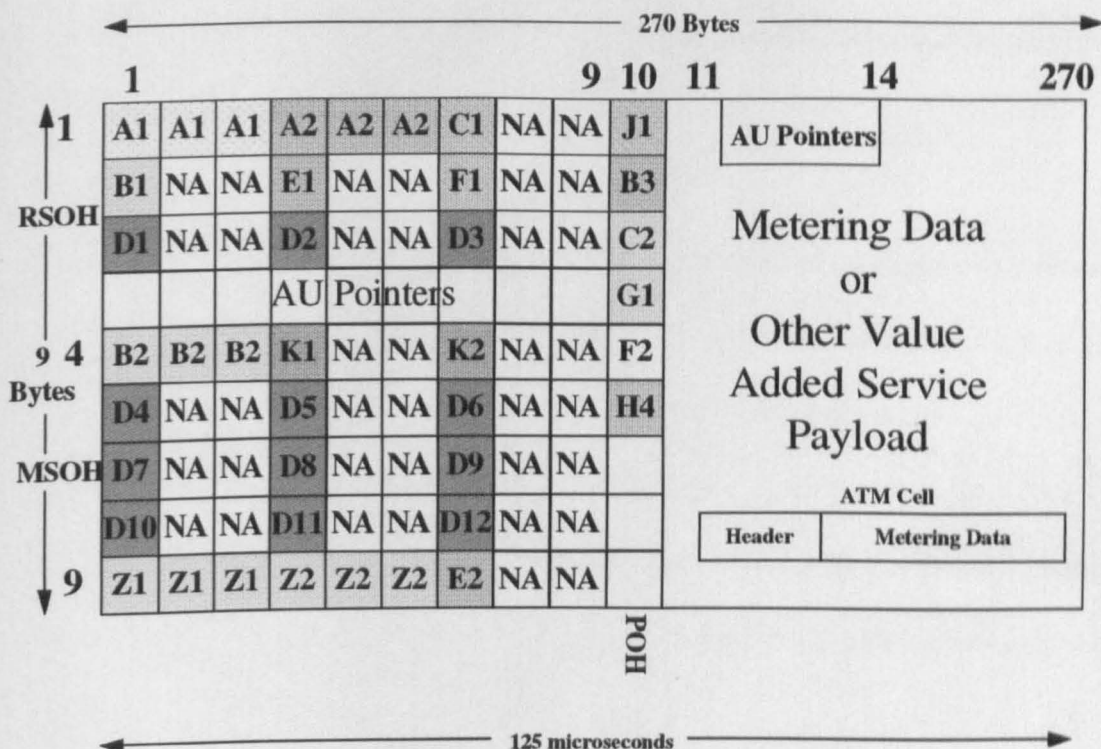 270 Bytes
1 9 10 11 14 270
1 A1 A1 A1 A2 A2 A2 C1 NA NA J1 AU Pointers
B1 NA NA E1 NA NA F1 NA NA B3
RSOH
D1 NA NA D2 NA NA D3 NA NA C2 Metering Data
AU Pointers G1 or
9 4 B2 B2 B2 K1 NA NA K2 NA NA F2 Other Value
Bytes D4 NA NA D5 NA NA D6 NA NA H4 Added Service
Payload
MSOH D7 NA NA D8 NA NA D9 NA NA
ATM Cell
D10 NA NA D11 NA NA D12 NA NA Header Metering Data
9 Z1 Z1 Z1 Z2 Z2 Z2 E2 NA NA
POH
125 microseconds